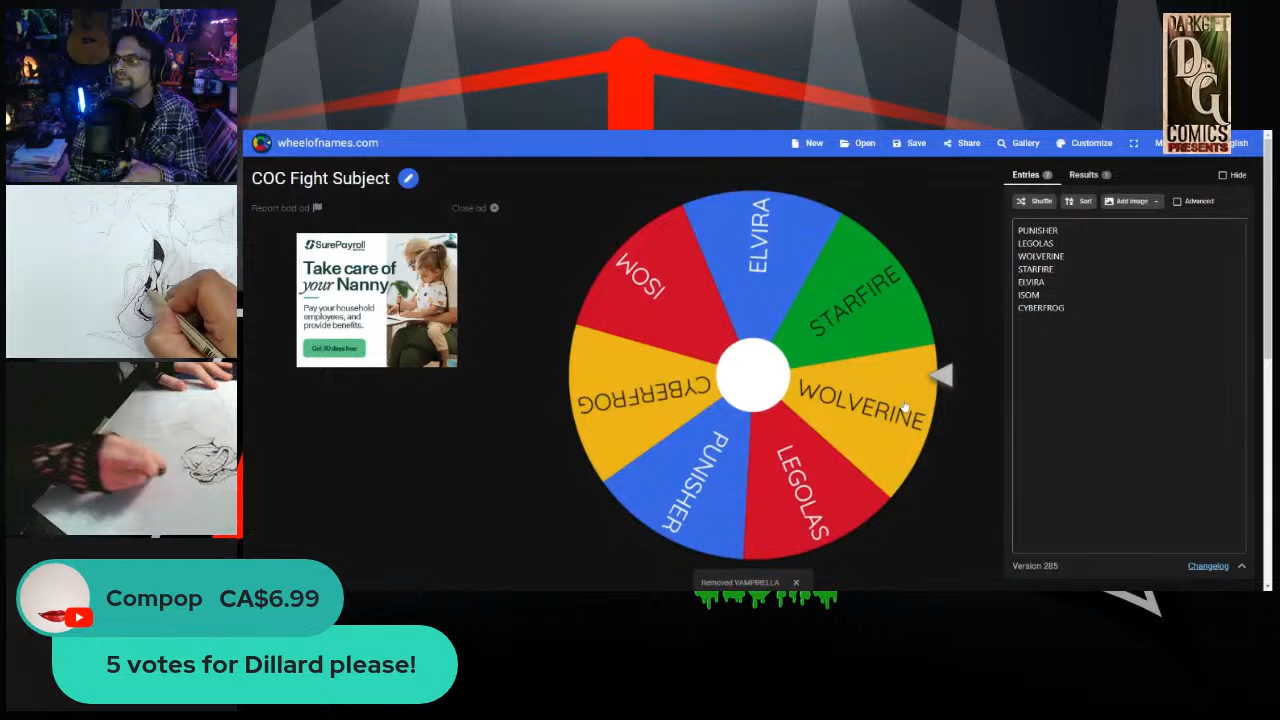 DARKGIFT
D
G
COMICS
PRESENTS
wheelofnames.com
New
Open
Save
Share
Gallery
Customize
COC Fight Subject
Report bad ad
Close ad
SurePayroll
Take care of
your Nanny
Pay your household
employees, and
provide benefits.
Get 30 days free
ELVIRA
STARFIRE
WOLVERINE
LEGOLAS
PUNISHER
CYBERFROG
ISOM
Entries 7
Results 1
Hide
Shuffle
Sort
Add image
Advanced
PUNISHER
LEGOLAS
WOLVERINE
STARFIRE
ELVIRA
ISOM
CYBERFROG
Version 285
Changelog
Removed VAMPIRELLA
Compop CA$6.99
5 votes for Dillard please!